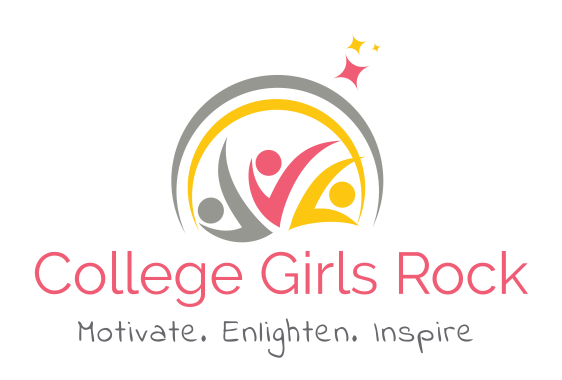 College Girls Rock
Motivate. Enlighten. Inspire